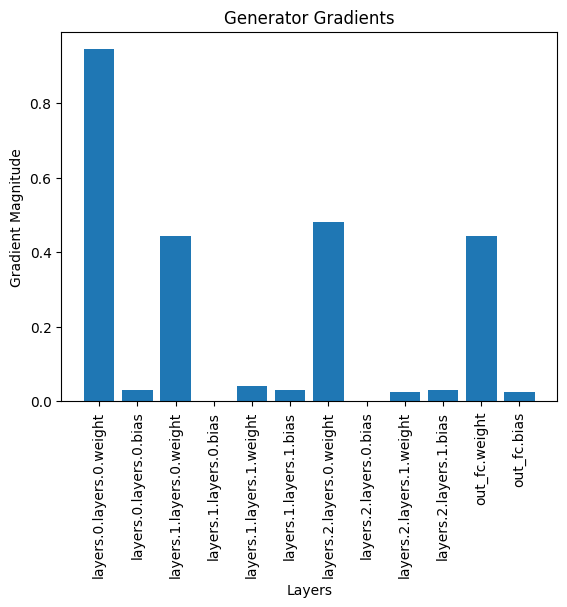 Generator Gradients
Gradient Magnitude
0.8
0.6
0.4
0.2
0.0
layers.0.layers.0.weight
layers.0.layers.0.bias
layers.1.layers.0.weight
layers.1.layers.0.bias
layers.1.layers.1.weight
layers.1.layers.1.bias
layers.2.layers.0.weight
layers.2.layers.0.bias
layers.2.layers.1.weight
layers.2.layers.1.bias
out_fc.weight
out_fc.bias
Layers